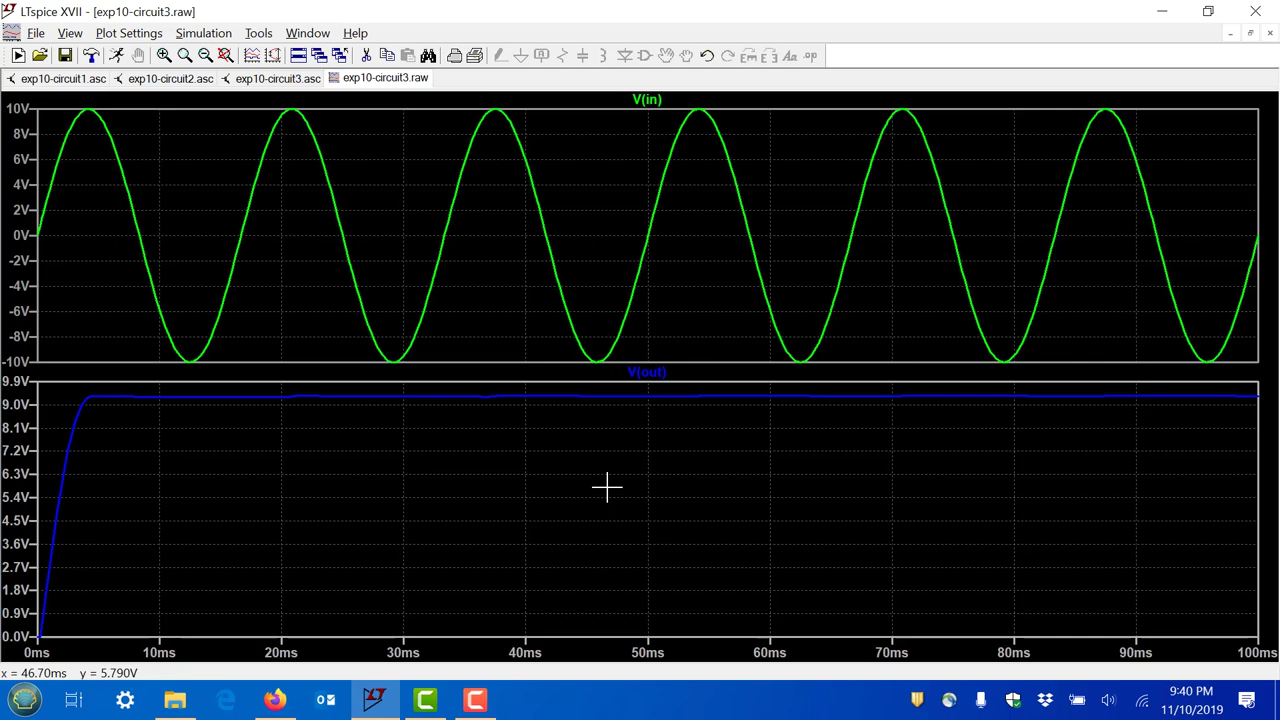 LTspice XVII - [exp10-circuit3.raw]
File View Plot Settings Simulation Tools Window Help
exp10-circuit1.asc exp10-circuit2.asc exp10-circuit3.asc exp10-circuit3.raw
V(in)
10V
8V
6V
4V
2V
0V
-2V
-4V
-6V
-8V
-10V
V(out)
9.9V
9.0V
8.1V
7.2V
6.3V
5.4V
4.5V
3.6V
2.7V
1.8V
0.9V
0.0V
0ms 10ms 20ms 30ms 40ms 50ms 60ms 70ms 80ms 90ms 100ms
x = 46.70ms y = 5.790V
9:40 PM
11/10/2019